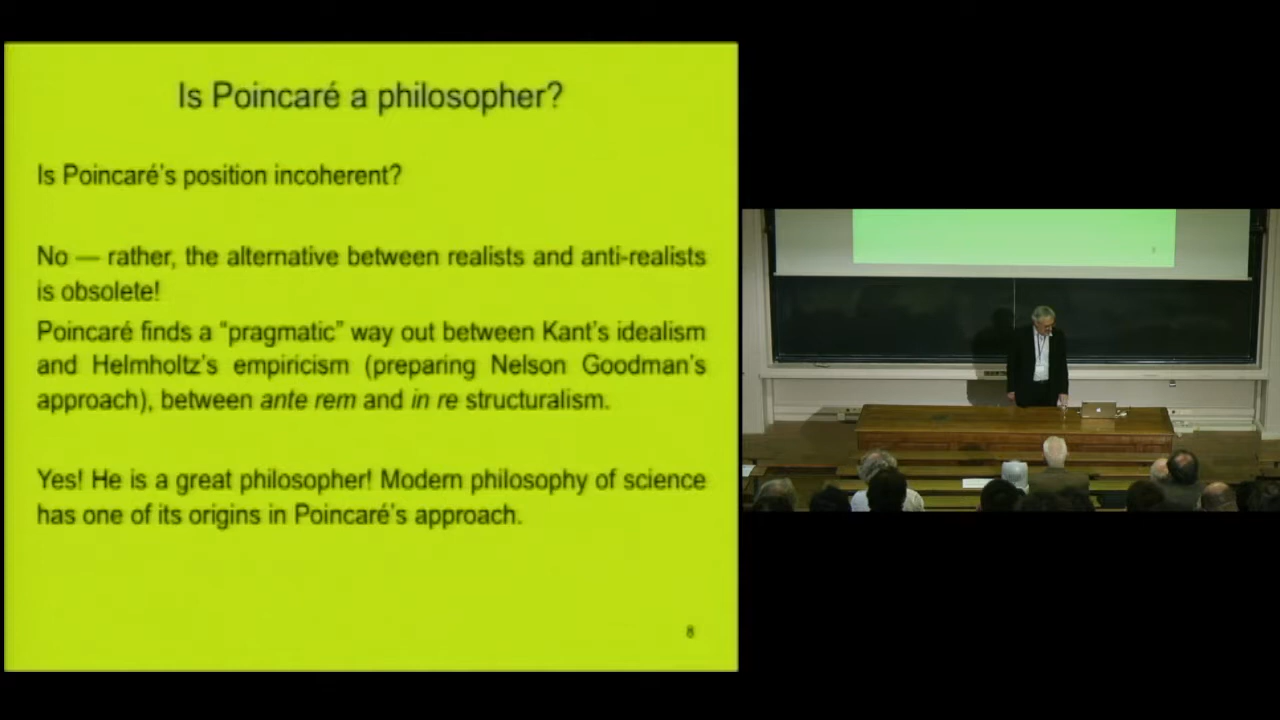 Is Poincaré a philosopher?
Is Poincaré’s position incoherent?
No — rather, the alternative between realists and anti-realists
is obsolete!
Poincaré finds a “pragmatic” way out between Kant’s idealism
and Helmholtz’s empiricism (preparing Nelson Goodman’s
approach), between ante rem and in re structuralism.
Yes! He is a great philosopher! Modern philosophy of science
has one of its origins in Poincaré’s approach.
8